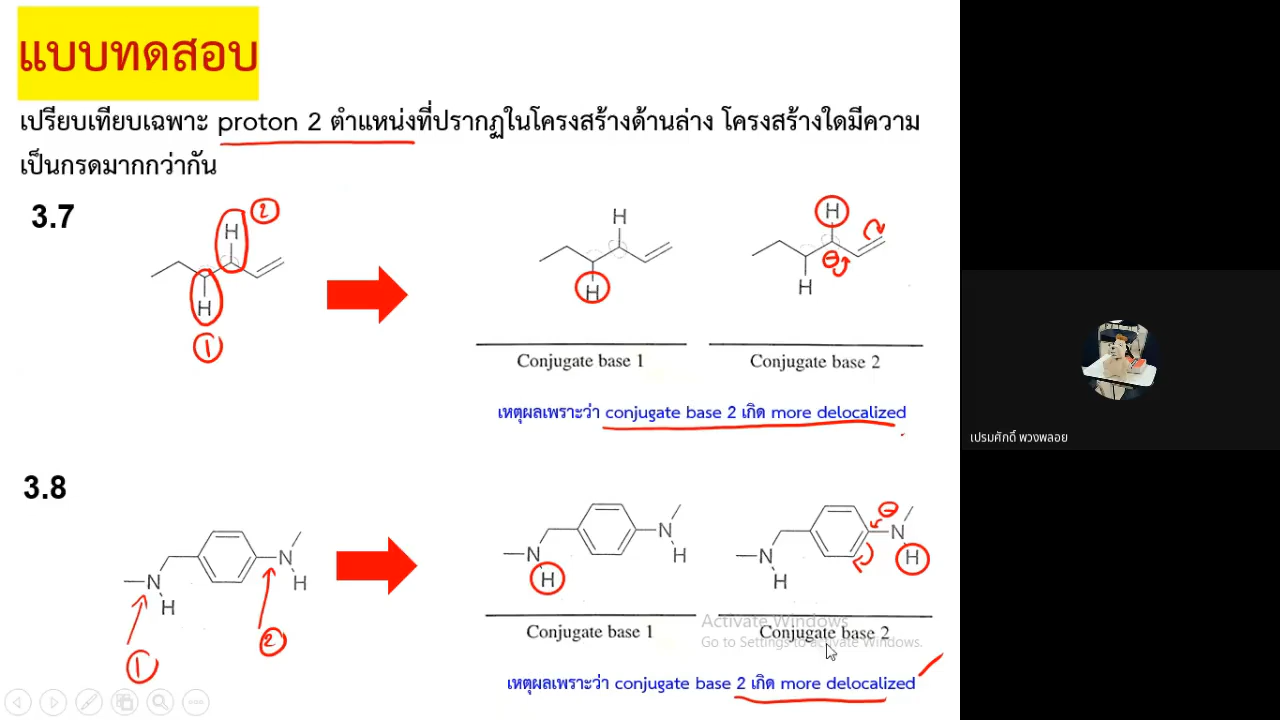 แบบทดสอบ
เปรียบเทียบเฉพาะ proton 2 ตำแหน่งที่ปรากฏในโครงสร้างด้านล่าง โครงสร้างใดมีความ
เป็นกรดมากกว่ากัน
3.7
H 2
H
1
H
H
H
H
Conjugate base 1
Conjugate base 2
เหตุผลเพราะว่า conjugate base 2 เกิด more delocalized
เปรมศักดิ์ พวงพลอย
3.8
N
H
N
H
1
2
N
H
N
H
N
H
N
H
Conjugate base 1
Conjugate base 2
Activate Windows
Go to Settings to activate Windows.
เหตุผลเพราะว่า conjugate base 2 เกิด more delocalized